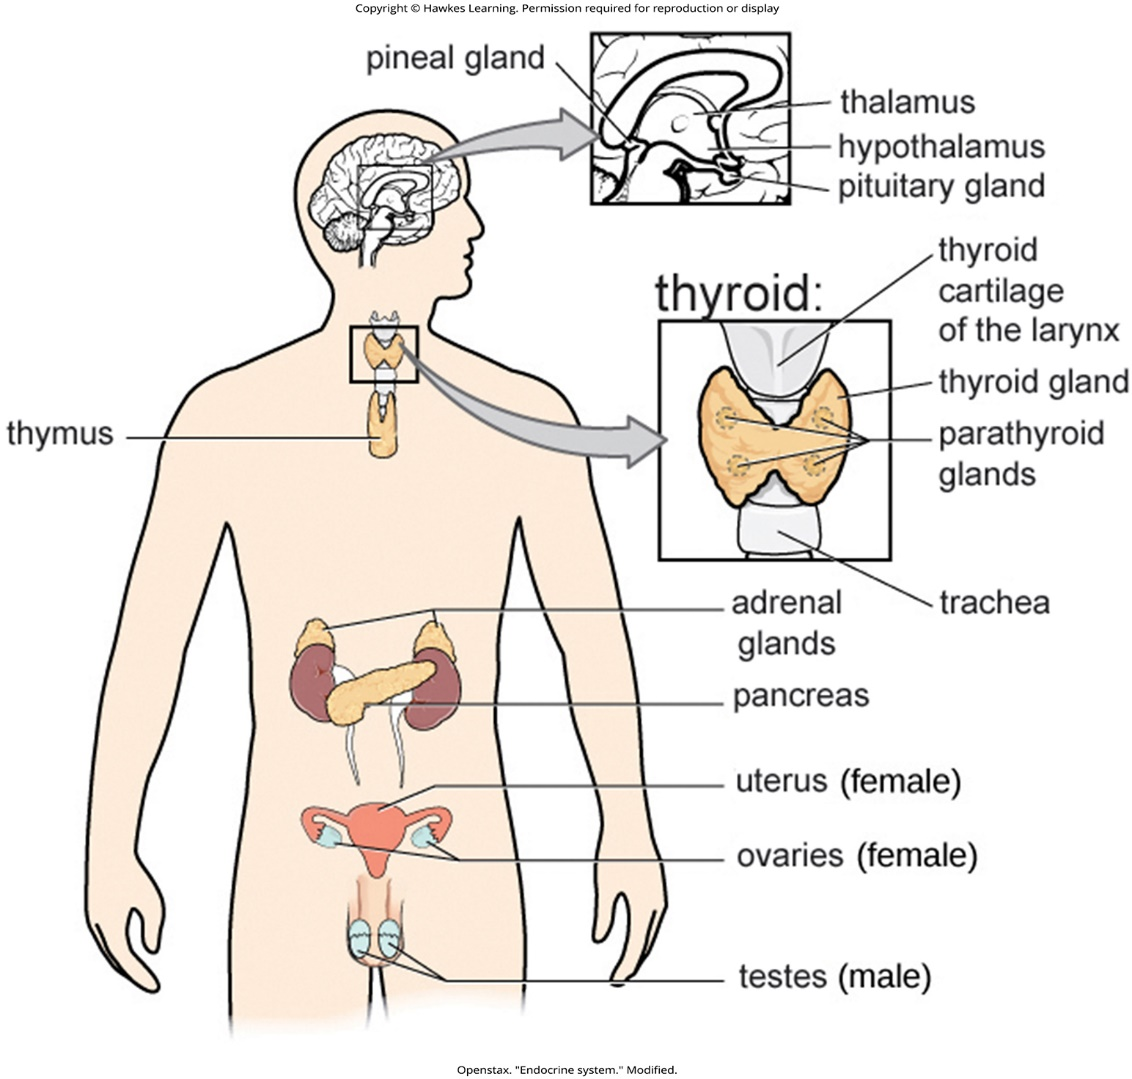 Copyright © Hawkes Learning. Permission required for reproduction or display
pineal gland
thalamus
hypothalamus
pituitary gland
thyroid:
thyroid
cartilage
of the larynx
thyroid gland
parathyroid
glands
trachea
thymus
adrenal
glands
pancreas
uterus (female)
ovaries (female)
testes (male)
Openstax. "Endocrine system." Modified.